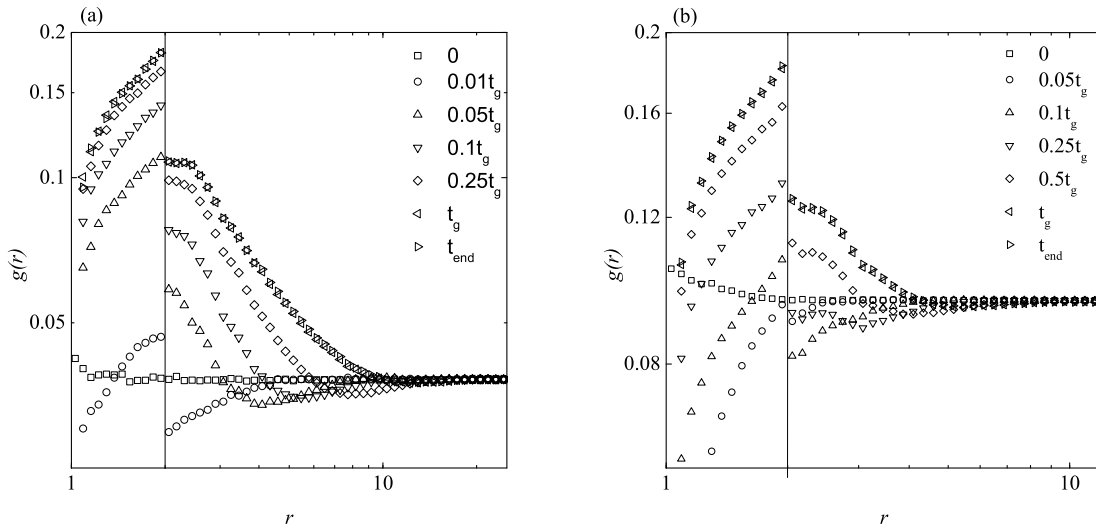 (a)
0.2
0.15
0.1
0.05
g(r)
0
0.01t_g
0.05t_g
0.1t_g
0.25t_g
t_g
t_end
1
10
r
(b)
0.2
0.16
0.12
0.08
g(r)
0
0.05t_g
0.1t_g
0.25t_g
0.5t_g
t_g
t_end
1
10
r